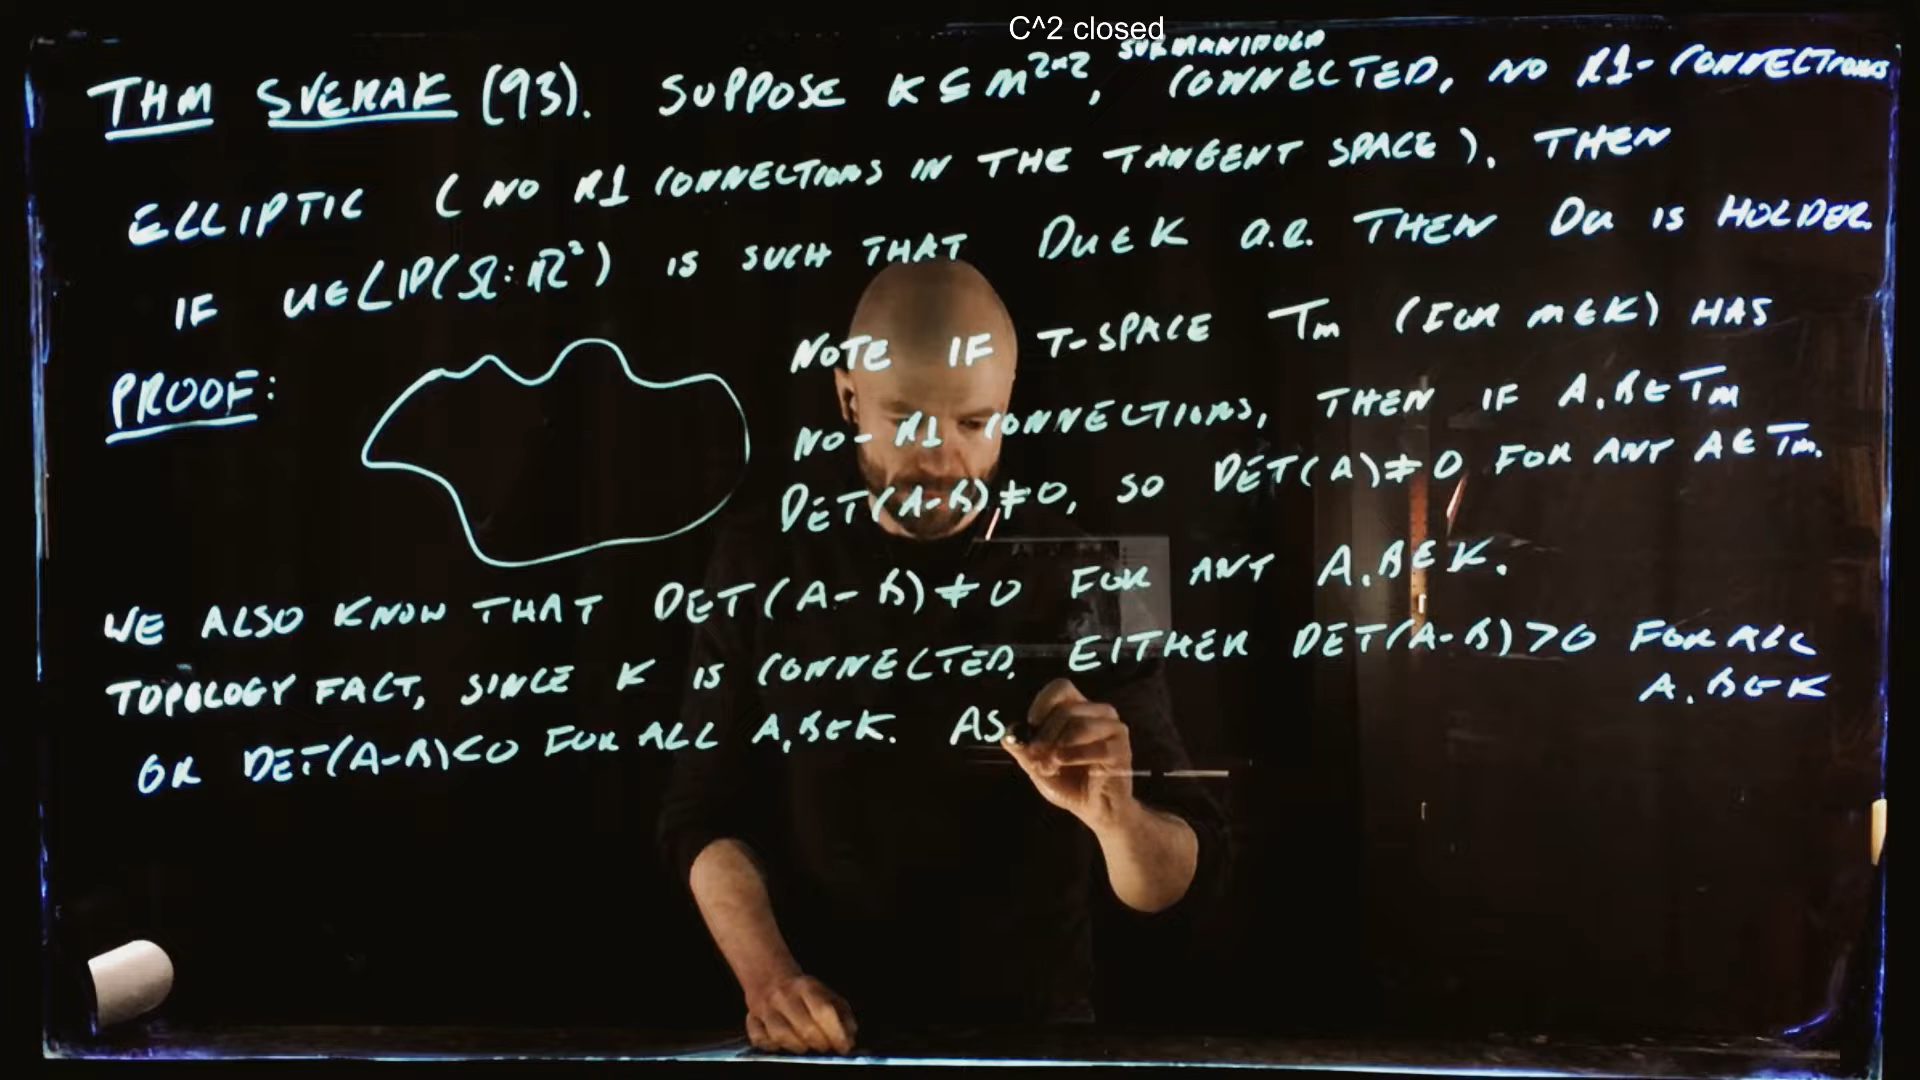 C^2 closed
SUBMANIFOLD
THM SVERAK (93). SUPPOSE K ⊆ M^{2×2}, CONNECTED, NO R1-CONNECTIONS
ELLIPTIC (NO R1 CONNECTIONS IN THE TANGENT SPACE). THEN
IF u∈LIP(Ω:ℝ²) IS SUCH THAT Du∈K a.e. THEN Du IS HOLDER
PROOF:
NOTE IF T-SPACE Tm (FOR M∈K) HAS
NO-R1 CONNECTIONS, THEN IF A,B∈Tm
DET(A-B)≠0, SO DET(A)≠0 FOR ANY A∈Tm.
WE ALSO KNOW THAT DET(A-B)≠0 FOR ANY A,B∈K.
TOPOLOGY FACT, SINCE K IS CONNECTED, EITHER DET(A-B)>0 FOR ALL
A,B∈K
OR DET(A-B)<0 FOR ALL A,B∈K. AS